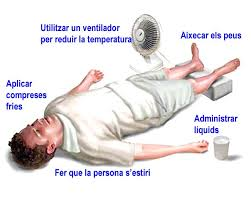 Utilitzar un ventilador
per reduir la temperatura
Aixecar els peus
Aplicar
compreses
fries
Administrar
líquids
Fer que la persona s'estiri